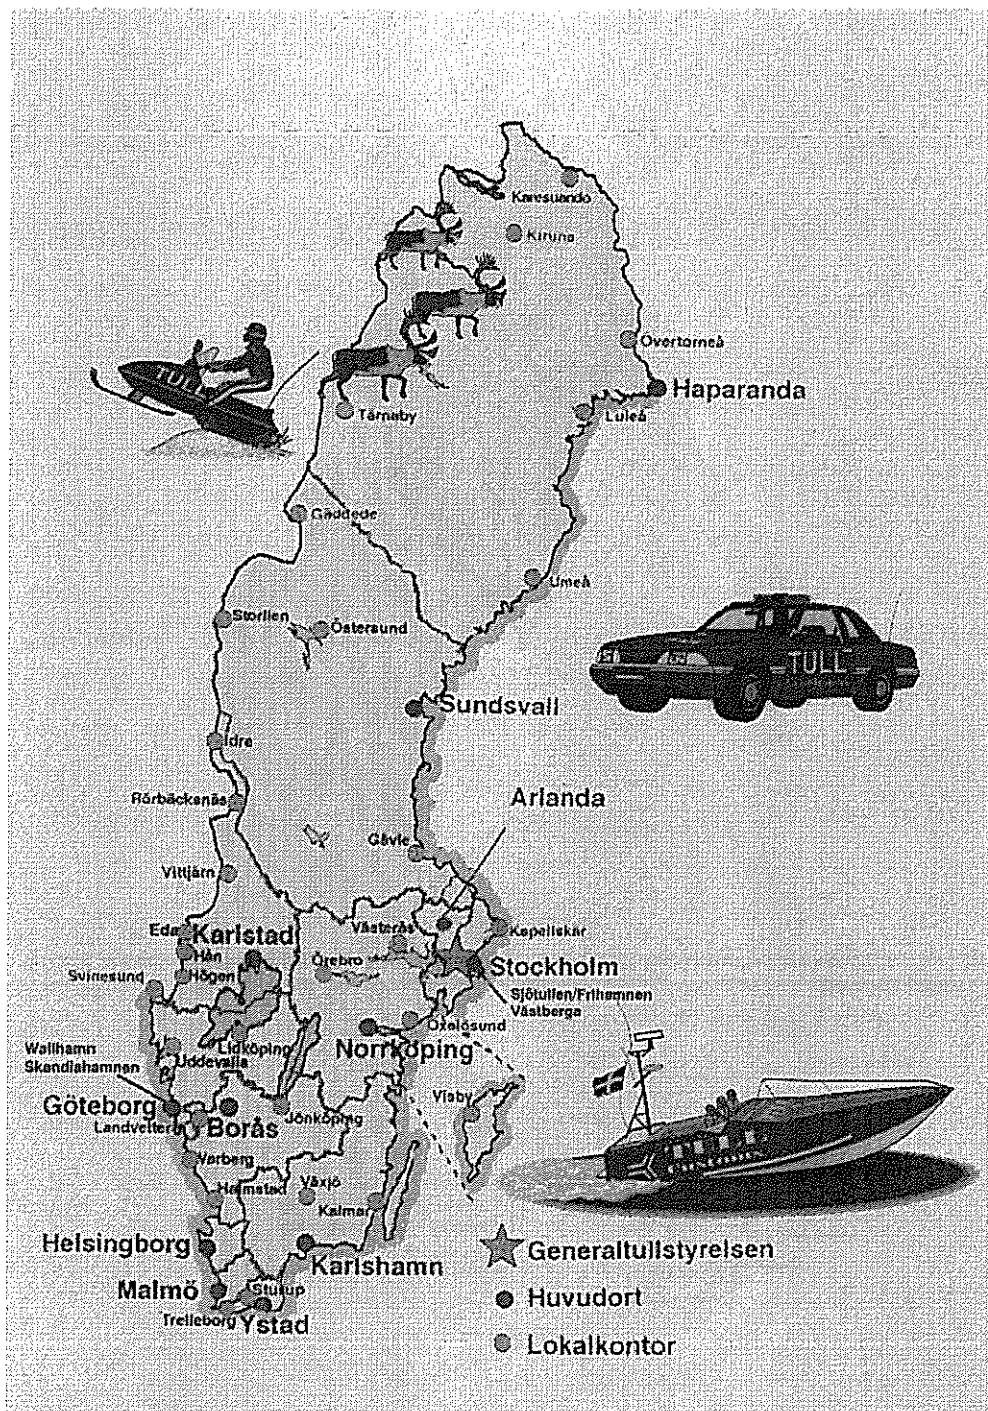 Karesuando
Kiruna
Övertorneå
TULL
Haparanda
Tärnaby
Luleå
Gäddede
Umeå
Storlien
Östersund
TULL
Sundsvall
Idre
Arlanda
Rörbäcksnäs
Gävle
Vittjärn
Västerås
Kapellskär
Eda
Karlstad
Hån
Örebro
Stockholm
Svinesund
Högen
Sjötullen/Frihamnen
Västberga
Oxelösund
Lidköping
Norrköping
Wallhamn
Uddevalla
Skandiahamnen
Visby
Göteborg
Jönköping
Landvetter
Borås
Varberg
Halmstad
Växjö
Kalmar
Helsingborg
Generaltullstyrelsen
Karlshamn
Malmö
Sturup
Huvudort
Trelleborg
Ystad
Lokalkontor